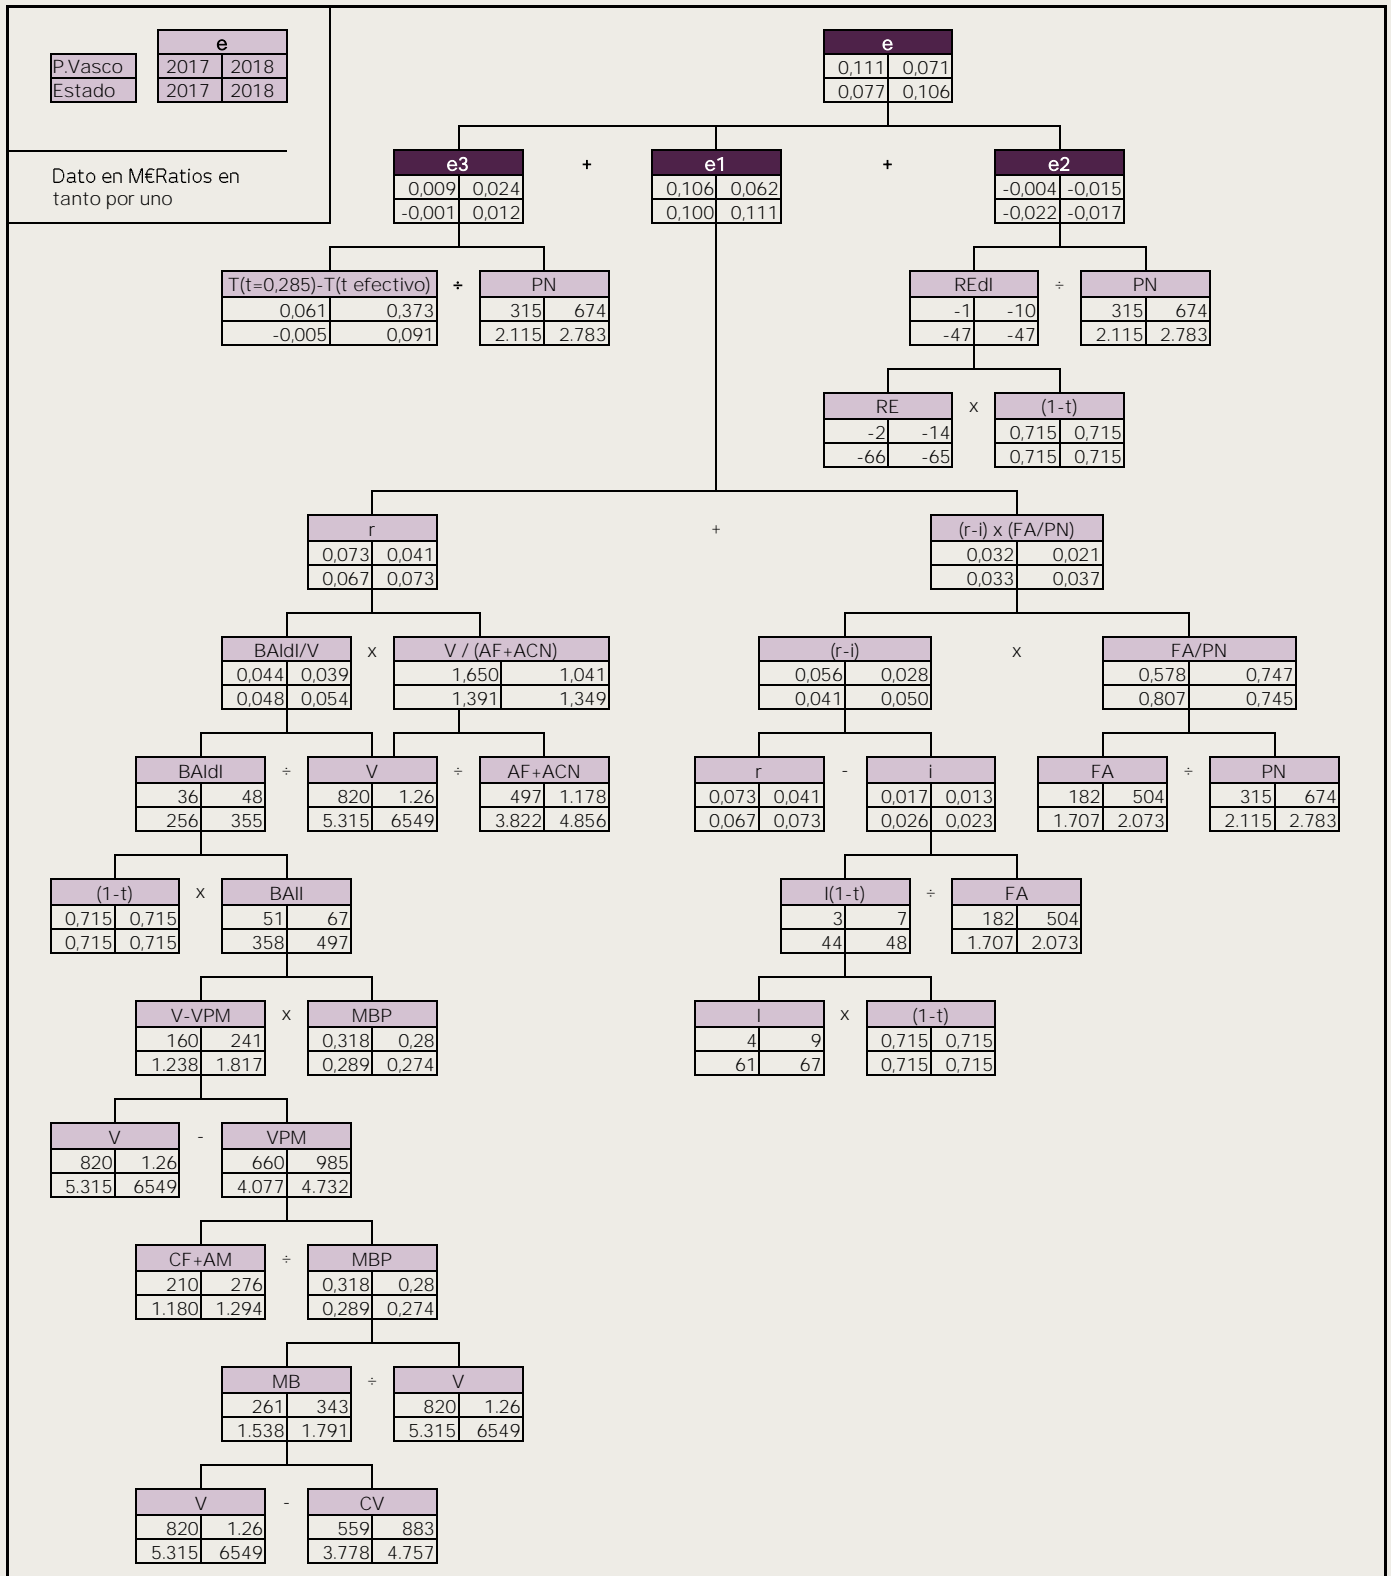 e
P.Vasco 2017 2018
Estado 2017 2018
Dato en M€Ratios en
tanto por uno
e
0,111 0,071
0,077 0,106
e3 + e1 + e2
0,009 0,024 0,106 0,062 -0,004 -0,015
-0,001 0,012 0,100 0,111 -0,022 -0,017
T(t=0,285)-T(t efectivo) ÷ PN REdI ÷ PN
0,061 0,373 315 674 -1 -10 315 674
-0,005 0,091 2.115 2.783 -47 -47 2.115 2.783
RE x (1-t)
-2 -14 0,715 0,715
-66 -65 0,715 0,715
r + (r-i) x (FA/PN)
0,073 0,041 0,032 0,021
0,067 0,073 0,033 0,037
BAIdI/V x V / (AF+ACN) (r-i) x FA/PN
0,044 0,039 1,650 1,041 0,056 0,028 0,578 0,747
0,048 0,054 1,391 1,349 0,041 0,050 0,807 0,745
BAIdI ÷ V ÷ AF+ACN r - i FA ÷ PN
36 48 820 1.26 497 1.178 0,073 0,041 0,017 0,013 182 504 315 674
256 355 5.315 6549 3.822 4.856 0,067 0,073 0,026 0,023 1.707 2.073 2.115 2.783
(1-t) x BAII I(1-t) ÷ FA
0,715 0,715 51 67 3 7 182 504
0,715 0,715 358 497 44 48 1.707 2.073
V-VPM x MBP I x (1-t)
160 241 0,318 0,28 4 9 0,715 0,715
1.238 1.817 0,289 0,274 61 67 0,715 0,715
V - VPM
820 1.26 660 985
5.315 6549 4.077 4.732
CF+AM ÷ MBP
210 276 0,318 0,28
1.180 1.294 0,289 0,274
MB ÷ V
261 343 820 1.26
1.538 1.791 5.315 6549
V - CV
820 1.26 559 883
5.315 6549 3.778 4.757